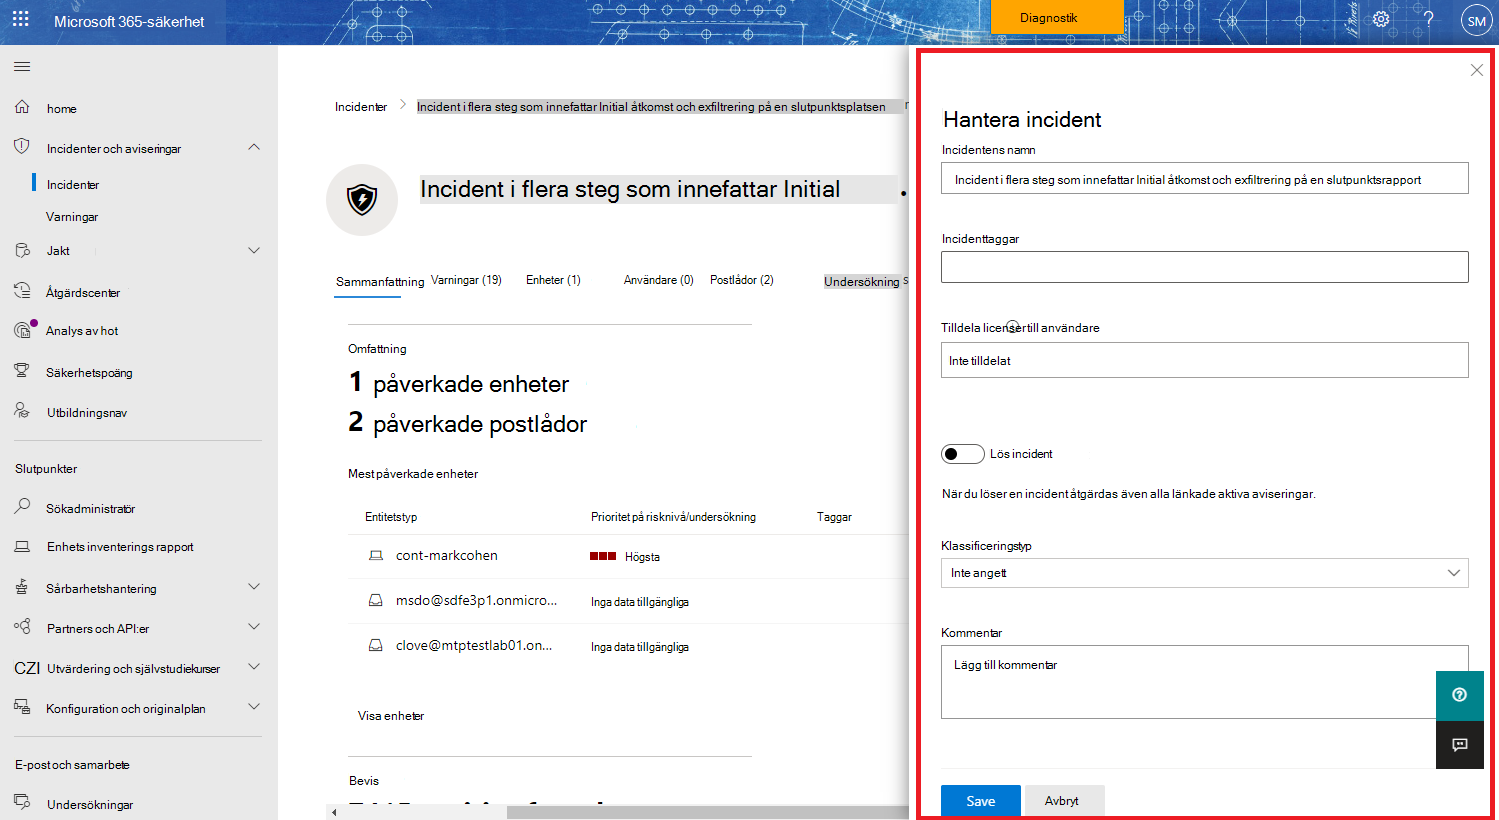 Microsoft 365-säkerhet
Diagnostik
SM
home
Incidenter och aviseringar
Incidenter
Varningar
Jakt
Åtgärdscenter
Analys av hot
Säkerhetspoäng
Utbildningsnav
Slutpunkter
Sökadministratör
Enhets inventerings rapport
Sårbarhetshantering
Partners och API:er
CZI Utvärdering och självstudiekurser
Konfiguration och originalplan
E-post och samarbete
Undersökningar
Incidenter > Incident i flera steg som innefattar Initial åtkomst och exfiltrering på en slutpunktsplatsen
Incident i flera steg som innefattar Initial
Sammanfattning Varningar (19) Enheter (1) Användare (0) Postlådor (2) Undersökning s
Omfattning
1 påverkade enheter
2 påverkade postlådor
Mest påverkade enheter
Entitetstyp Prioritet på risknivå/undersökning Taggar
cont-markcohen Högsta
msdo@sdfe3p1.onmicro... Inga data tillgängliga
clove@mtptestlab01.on... Inga data tillgängliga
Visa enheter
Bevis
Hantera incident
Incidentens namn
Incident i flera steg som innefattar Initial åtkomst och exfiltrering på en slutpunktsrapport
Incidenttaggar
Tilldela licenser till användare
Inte tilldelat
Lös incident
När du löser en incident åtgärdas även alla länkade aktiva aviseringar.
Klassificeringstyp
Inte angett
Kommentar
Lägg till kommentar
Save Avbryt